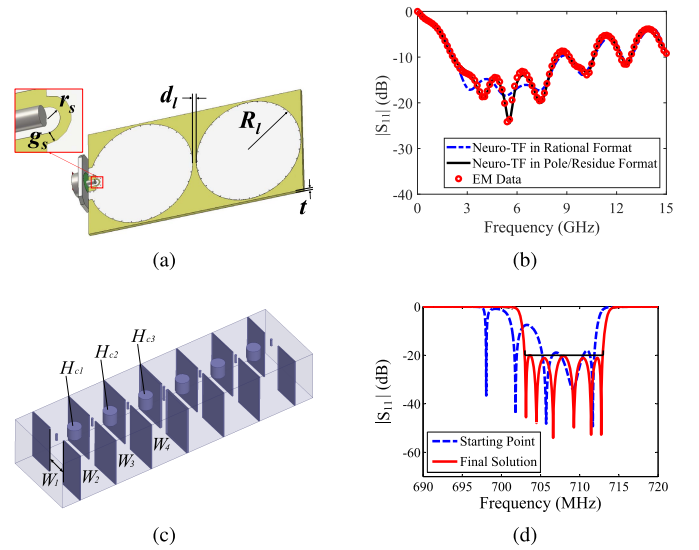 r_s
g_s
d_l
R_l
t
(a)
0
-10
-20
-30
-40
|S_11| (dB)
Neuro-TF in Rational Format
Neuro-TF in Pole/Residue Format
EM Data
0 3 6 9 12 15
Frequency (GHz)
(b)
H_c1
H_c2
H_c3
W_1
W_2
W_3
W_4
(c)
0
-20
-40
-60
|S_11| (dB)
Starting Point
Final Solution
690 695 700 705 710 715 720
Frequency (MHz)
(d)